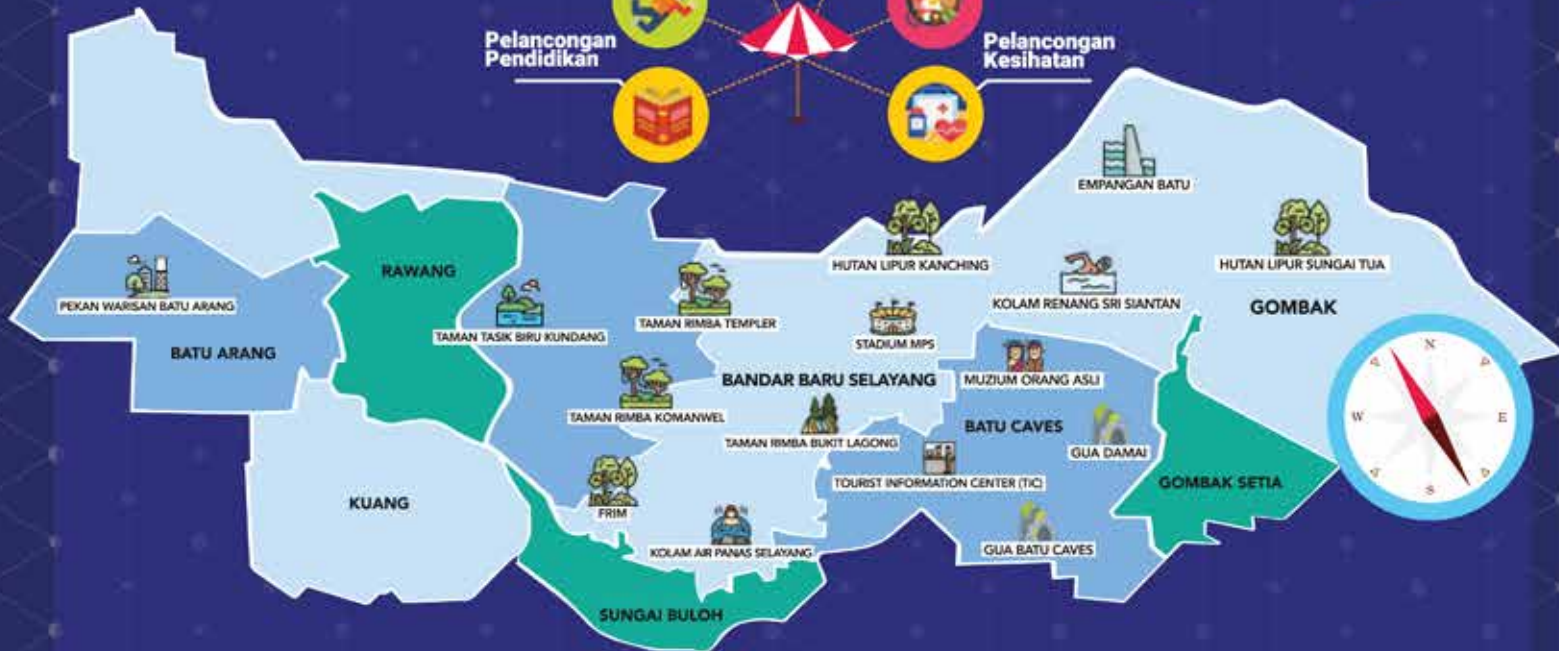 Pelancongan
Pendidikan
Pelancongan
Kesihatan
EMPANGAN BATU
HUTAN LIPUR KANCHING
HUTAN LIPUR SUNGAI TUA
RAWANG
PEKAN WARISAN BATU ARANG
KOLAM RENANG SRI SIANTAN
GOMBAK
TAMAN TASIK BIRU KUNDANG
TAMAN RIMBA TEMPLER
STADIUM MPS
BATU ARANG
BANDAR BARU SELAYANG
MUZIUM ORANG ASLI
TAMAN RIMBA KOMANWEL
TAMAN RIMBA BUKIT LAGONG
BATU CAVES
GUA DAMAI
TOURIST INFORMATION CENTER (TIC)
GOMBAK SETIA
KUANG
FRIM
KOLAM AIR PANAS SELAYANG
GUA BATU CAVES
SUNGAI BULOH
N
W
E
S